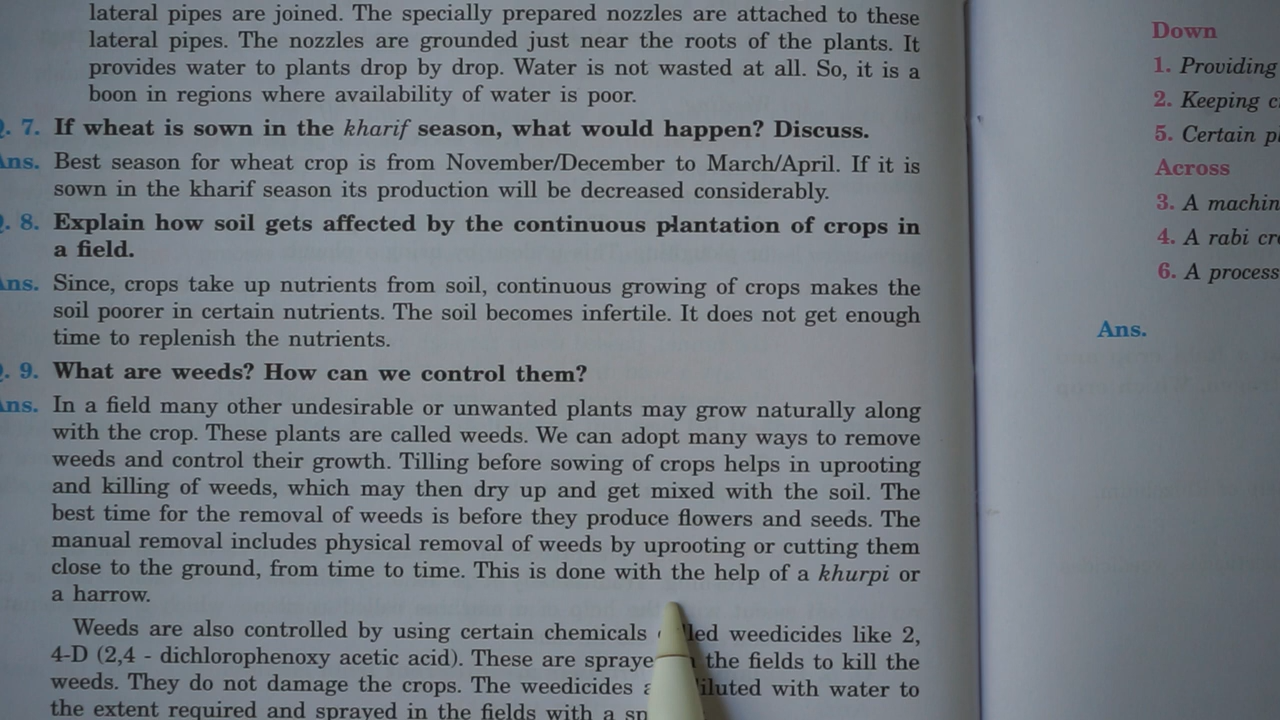 lateral pipes are joined. The specially prepared nozzles are attached to these
lateral pipes. The nozzles are grounded just near the roots of the plants. It
provides water to plants drop by drop. Water is not wasted at all. So, it is a
boon in regions where availability of water is poor.
. 7. If wheat is sown in the kharif season, what would happen? Discuss.
ns. Best season for wheat crop is from November/December to March/April. If it is
sown in the kharif season its production will be decreased considerably.
. 8. Explain how soil gets affected by the continuous plantation of crops in
a field.
ns. Since, crops take up nutrients from soil, continuous growing of crops makes the
soil poorer in certain nutrients. The soil becomes infertile. It does not get enough
time to replenish the nutrients.
. 9. What are weeds? How can we control them?
ns. In a field many other undesirable or unwanted plants may grow naturally along
with the crop. These plants are called weeds. We can adopt many ways to remove
weeds and control their growth. Tilling before sowing of crops helps in uprooting
and killing of weeds, which may then dry up and get mixed with the soil. The
best time for the removal of weeds is before they produce flowers and seeds. The
manual removal includes physical removal of weeds by uprooting or cutting them
close to the ground, from time to time. This is done with the help of a khurpi or
a harrow.
Weeds are also controlled by using certain chemicals weedicides like 2,
4-D (2,4 - dichlorophenoxy acetic acid). These are the fields to kill the
weeds. They do not damage the crops. The weedicides with water to
the extent required and sprayed in the fields with a
Down
1. Providing
2. Keeping
5. Certain
Across
3. A
4. A rabi
6. A process
Ans.